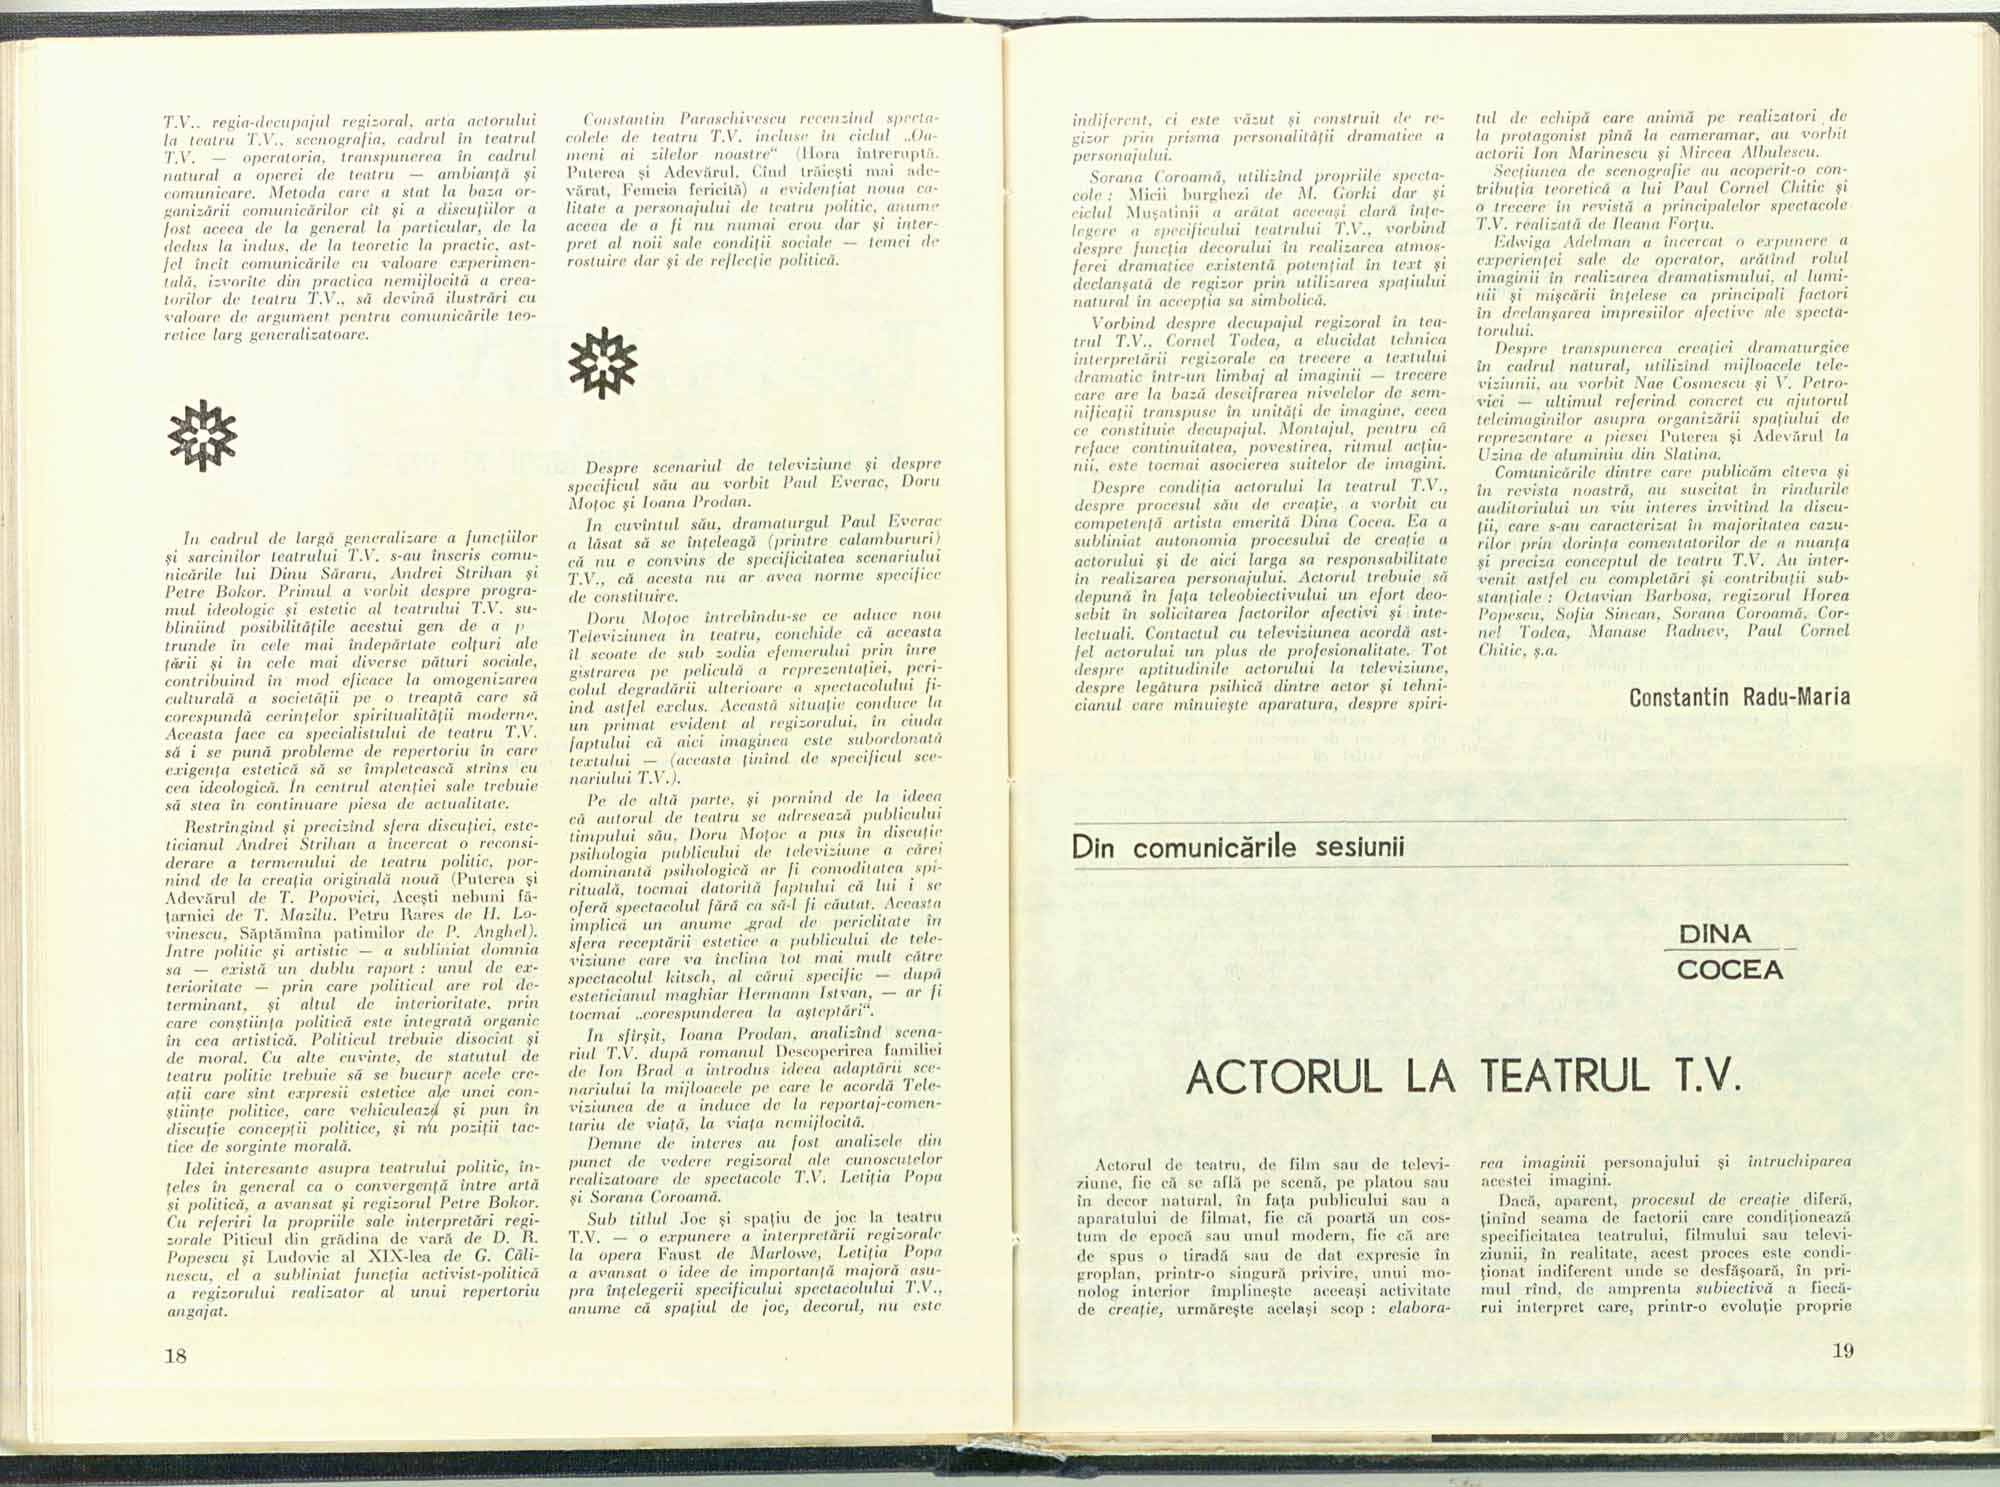 T.V.. regia-decupajul regizoral, arta actorului
la teatru T.V., scenografia, cadrul în teatrul
T.V. — operatoria, transpunerea în cadrul
natural a operei de teatru — ambianță și
comunicare. Metoda care a stat la baza or-
ganizării comunicărilor cît și a discuțiilor a
fost aceea de la general la particular, de la
dedus la indus, de la teoretic la practic, ast-
fel încît comunicările cu valoare experimen-
tală, izvorite din practica nemijlocită a crea-
torilor de teatru T.V., să devină ilustrări cu
valoare de argument pentru comunicările teo-
retice larg generalizatoare.
In cadrul de largă generalizare a funcțiilor
și sarcinilor teatrului T.V. s-au înscris comu-
nicările lui Dinu Săraru, Andrei Strihan și
Petre Bokor. Primul a vorbit despre progra-
mul ideologic și estetic al teatrului T.V. su-
bliniind posibilitățile acestui gen de a p
trunde în cele mai îndepărtate colțuri ale
țării și în cele mai diverse pături sociale,
contribuind în mod eficace la omogenizarea
culturală a societății pe o treaptă care să
corespundă cerințelor spiritualității moderne.
Aceasta face ca specialistului de teatru T.V.
să i se pună probleme de repertoriu în care
exigența estetică să se împletească strîns cu
cea ideologică. In centrul atenției sale trebuie
să stea în continuare piesa de actualitate.
Restrîngînd și precizînd sfera discuției, este-
ticianul Andrei Strihan a încercat o reconsi-
derare a termenului de teatru politic, por-
nind de la creația originală nouă (Puterea și
Adevărul de T. Popovici, Acești nebuni fă-
țarnici de T. Mazilu, Petru Rareș de H. Lo-
vinescu, Săptămîna patimilor de P. Anghel).
Intre politic și artistic — a subliniat domnia
sa — există un dublu raport : unul de ex-
terioritate — prin care politicul are rol de-
terminant, și altul de interioritate, prin
care conștiința politică este integrată organic
în cea artistică. Politicul trebuie disociat și
de moral. Cu alte cuvinte, de statutul de
teatru politic trebuie să se bucure acele cre-
ații care sînt expresii estetice ale unei con-
științe politice, care vehiculează și pun în
discuție concepții politice, și nu poziții tac-
tice de sorginte morală.
Idei interesante asupra teatrului politic, în-
țeles în general ca o convergență între artă
și politică, a avansat și regizorul Petre Bokor.
Cu referiri la propriile sale interpretări regi-
zorale Piticul din grădina de vară de D. R.
Popescu și Ludovic al XIX-lea de G. Căli-
nescu, el a subliniat funcția activist-politică
a regizorului realizator al unui repertoriu
angajat.
18
Constantin Paraschivescu recenzînd specta-
colele de teatru T.V. incluse în ciclul „Oa-
meni ai zilelor noastre“ (Hora întreruptă.
Puterea și Adevărul, Cînd trăiești mai ade-
vărat, Femeia fericită) a evidențiat noua ca-
litate a personajului de teatru politic, anume
aceea de a fi nu numai erou dar și inter-
pret al noii sale condiții sociale — temei de
rostuire dar și de reflecție politică.
Despre scenariul de televiziune și despre
specificul său au vorbit Paul Everac, Doru
Moțoc și Ioana Prodan.
In cuvîntul său, dramaturgul Paul Everac
a lăsat să se înțeleagă (printre calambururi)
că nu e convins de specificitatea scenariului
T.V., că acesta nu ar avea norme specifice
de constituire.
Doru Moțoc întrebîndu-se ce aduce nou
Televiziunea în teatru, conchide că aceasta
îl scoate de sub zodia efemerului prin înre
gistrarea pe peliculă a reprezentației, peri-
colul degradării ulterioare a spectacolului fi-
ind astfel exclus. Această situație conduce la
un primat evident al regizorului, în ciuda
faptului că aici imaginea este subordonată
textului — (aceasta ținînd de specificul sce-
nariului T.V.).
Pe de altă parte, și pornind de la ideea
că autorul de teatru se adresează publicului
timpului său, Doru Moțoc a pus în discuție
psihologia publicului de televiziune a cărei
dominantă psihologică ar fi comoditatea spi-
rituală, tocmai datorită faptului că lui i se
oferă spectacolul fără ca să-l fi căutat. Aceasta
implică un anume grad de periclitate în
sfera receptării estetice a publicului de tele-
viziune care va înclina tot mai mult către
spectacolul kitsch, al cărui specific — după
esteticianul maghiar Hermann Istvan, — ar fi
tocmai „corespunderea la așteptări“.
In sfîrșit, Ioana Prodan, analizînd scena-
riul T.V. după romanul Descoperirea familiei
de Ion Brad a introdus ideea adaptării sce-
nariului la mijloacele pe care le acordă Tele-
viziunea de a induce de la reportaj-comen-
tariu de viață, la viața nemijlocită.
Demne de interes au fost analizele din
punct de vedere regizoral ale cunoscutelor
realizatoare de spectacole T.V. Letiția Popa
și Sorana Coroamă.
Sub titlul Joc și spațiu de joc la teatru
T.V. — o expunere a interpretării regizorale
la opera Faust de Marlowe, Letiția Popa
a avansat o idee de importanță majoră asu-
pra înțelegerii specificului spectacolului T.V.,
anume că spațiul de joc, decorul, nu este
indiferent, ci este văzut și construit de re-
gizor prin prisma personalității dramatice a
personajului.
Sorana Coroamă, utilizînd propriile specta-
cole : Micii burghezi de M. Gorki dar și
ciclul Mușatinii a arătat aceeași clară înțe-
legere a specificului teatrului T.V., vorbind
despre funcția decorului în realizarea atmos-
ferei dramatice existentă potențial în text și
declanșată de regizor prin utilizarea spațiului
natural în accepția sa simbolică.
Vorbind despre decupajul regizoral în tea-
trul T.V., Cornel Todea, a elucidat tehnica
interpretării regizorale ca trecere a textului
dramatic într-un limbaj al imaginii — trecere
care are la bază descifrarea nivelelor de sem-
nificații transpuse în unități de imagine, ceea
ce constituie decupajul. Montajul, pentru că
reface continuitatea, povestirea, ritmul acțiu-
nii, este tocmai asocierea suitelor de imagini.
Despre condiția actorului la teatrul T.V.,
despre procesul său de creație, a vorbit cu
competență artista emerită Dina Cocea. Ea a
subliniat autonomia procesului de creație a
actorului și de aici larga sa responsabilitate
în realizarea personajului. Actorul trebuie să
depună în fața teleobiectivului un efort deo-
sebit în solicitarea factorilor afectivi și inte-
lectuali. Contactul cu televiziunea acordă ast-
fel actorului un plus de profesionalitate. Tot
despre aptitudinile actorului la televiziune,
despre legătura psihică dintre actor și tehni-
cianul care mînuiește aparatura, despre spiri-
tul de echipă care animă pe realizatori de
la protagonist pînă la cameramar, au vorbit
actorii Ion Marinescu și Mircea Albulescu.
Secțiunea de scenografie au acoperit-o con-
tribuția teoretică a lui Paul Cornel Chitic și
o trecere în revistă a principalelor spectacole
T.V. realizată de Ileana Forțu.
Edwiga Adelman a încercat o expunere a
experienței sale de operator, arătînd rolul
imaginii în realizarea dramatismului, al lumi-
nii și mișcării înțelese ca principali factori
în declanșarea impresiilor afective ale specta-
torului.
Despre transpunerea creației dramaturgice
în cadrul natural, utilizînd mijloacele tele-
viziunii, au vorbit Nae Cosmescu și V. Petro-
vici — ultimul referind concret cu ajutorul
teleimaginilor asupra organizării spațiului de
reprezentare a piesei Puterea și Adevărul la
Uzina de aluminiu din Slatina.
Comunicările dintre care publicăm cîteva și
în revista noastră, au suscitat în rîndurile
auditoriului un viu interes invitînd la discu-
ții, care s-au caracterizat în majoritatea cazu-
rilor prin dorința comentatorilor de a nuanța
și preciza conceptul de teatru T.V. Au inter-
venit astfel cu completări și contribuții sub-
stanțiale : Octavian Barbosa, regizorul Horea
Popescu, Sofia Sincan, Sorana Coroamă, Cor-
nel Todea, Manase Radnev, Paul Cornel
Chitic, ș.a.
Constantin Radu-Maria
Din comunicările sesiunii
DINA
COCEA
ACTORUL LA TEATRUL T.V.
Actorul de teatru, de film sau de televi-
ziune, fie că se află pe scenă, pe platou sau
în decor natural, în fața publicului sau a
aparatului de filmat, fie că poartă un cos-
tum de epocă sau unul modern, fie că are
de spus o tiradă sau de dat expresie în
groplan, printr-o singură privire, unui mo-
nolog interior împlinește aceeași activitate
de creație, urmărește același scop : elabora-
rea imaginii personajului și întruchiparea
acestei imagini.
Dacă, aparent, procesul de creație diferă,
ținînd seama de factorii care condiționează
specificitatea teatrului, filmului sau televi-
ziunii, în realitate, acest proces este condi-
ționat indiferent unde se desfășoară, în pri-
mul rînd, de amprenta subiectivă a fiecă-
rui interpret care, printr-o evoluție proprie
19